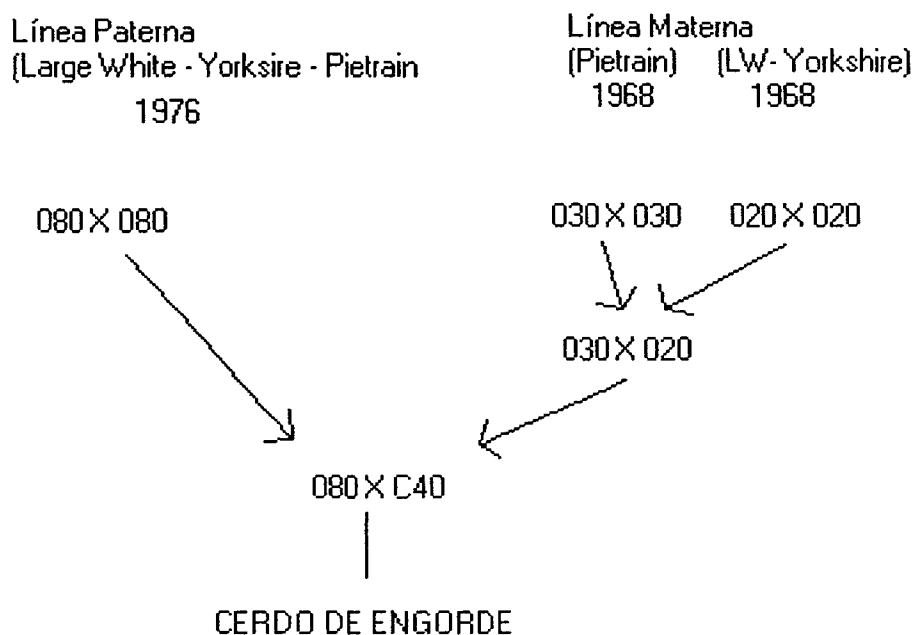 Línea Paterna
(Large White - Yorksire - Pietrain
1976
Línea Materna
(Pietrain) (LW- Yorkshire)
1968 1968
080 X 080
030 X 030 020 X 020
030 X 020
080 X C40
CERDO DE ENGORDE